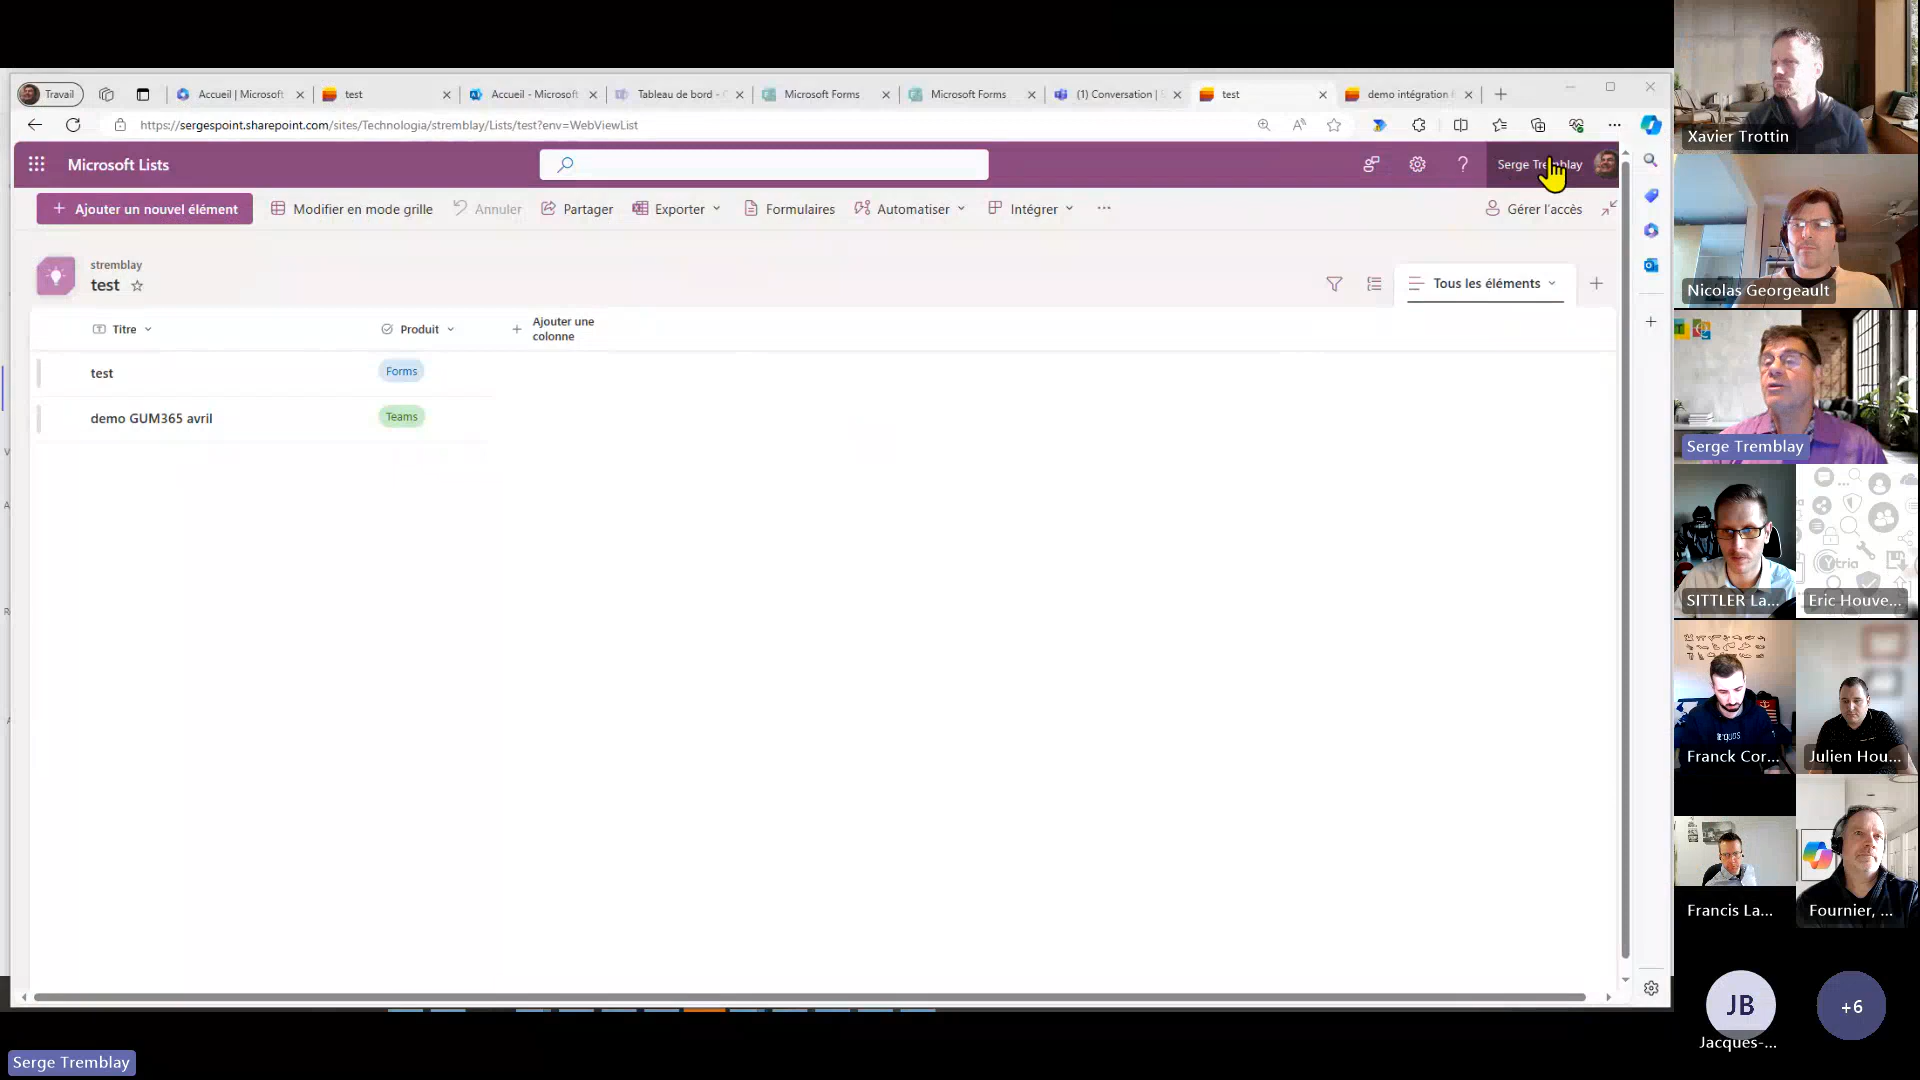 Travail
Accueil | Microsoft
test
Accueil - Microsoft
Tableau de bord -
Microsoft Forms
Microsoft Forms
(1) Conversation |
test
demo intégration
https://sergespoint.sharepoint.com/sites/Technologia/stremblay/Lists/test?env=WebViewList
Microsoft Lists
Serge Tremblay
Ajouter un nouvel élément
Modifier en mode grille
Annuler
Partager
Exporter
Formulaires
Automatiser
Intégrer
Gérer l'accès
stremblay
test
Tous les éléments
Titre
Produit
Ajouter une
colonne
test
Forms
demo GUM365 avril
Teams
Xavier Trottin
Nicolas Georgeault
Serge Tremblay
SITTLER La...
Eric Houve...
Ytria
Franck Cor...
Julien Hou...
Francis La...
Fournier, ...
JB
+6
Jacques-...
Serge Tremblay